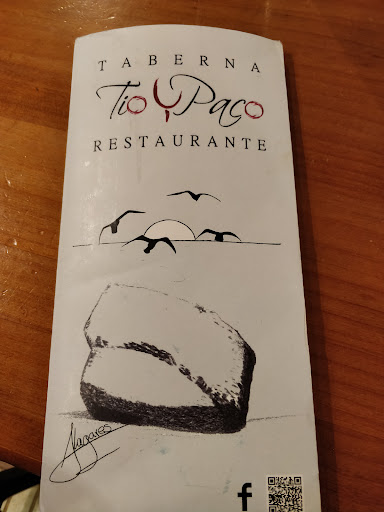 TABERNA
Tio y Paco
RESTAURANTE
f